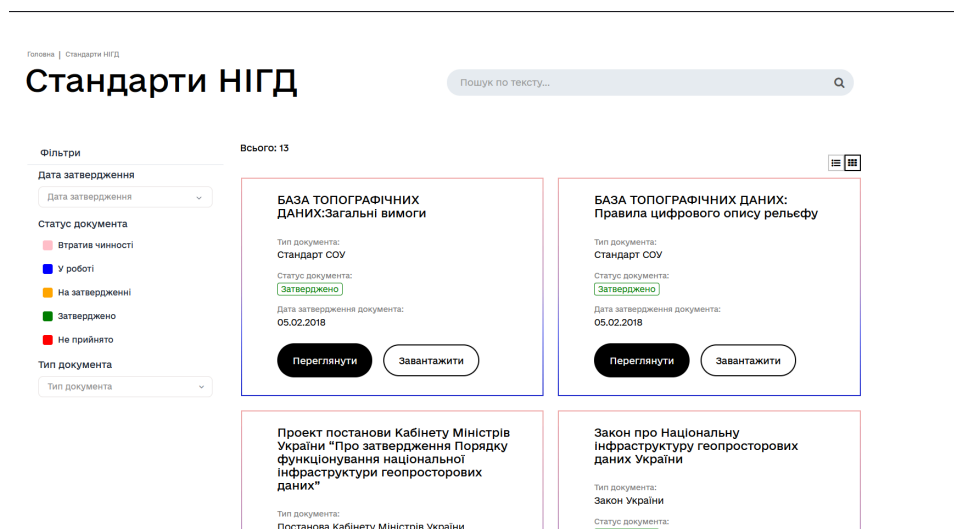 Головна | Стандарти НІГД
Стандарти НІГД
Пошук по тексту...
Фільтри
Дата затвердження
Дата затвердження
Статус документа
Втратив чинності
У роботі
На затвердженні
Затверджено
Не прийнято
Тип документа
Тип документа
Всього: 13
БАЗА ТОПОГРАФІЧНИХ
ДАНИХ:Загальні вимоги
Тип документа:
Стандарт СОУ
Статус документа:
Затверджено
Дата затвердження документа:
05.02.2018
Переглянути
Завантажити
БАЗА ТОПОГРАФІЧНИХ ДАНИХ:
Правила цифрового опису рельєфу
Тип документа:
Стандарт СОУ
Статус документа:
Затверджено
Дата затвердження документа:
05.02.2018
Переглянути
Завантажити
Проект постанови Кабінету Міністрів
України “Про затвердження Порядку
функціонування національної
інфраструктури геопросторових
даних”
Тип документа:
Постанова Кабінету Міністрів України
Закон про Національну
інфраструктуру геопросторових
даних України
Тип документа:
Закон України
Статус документа: